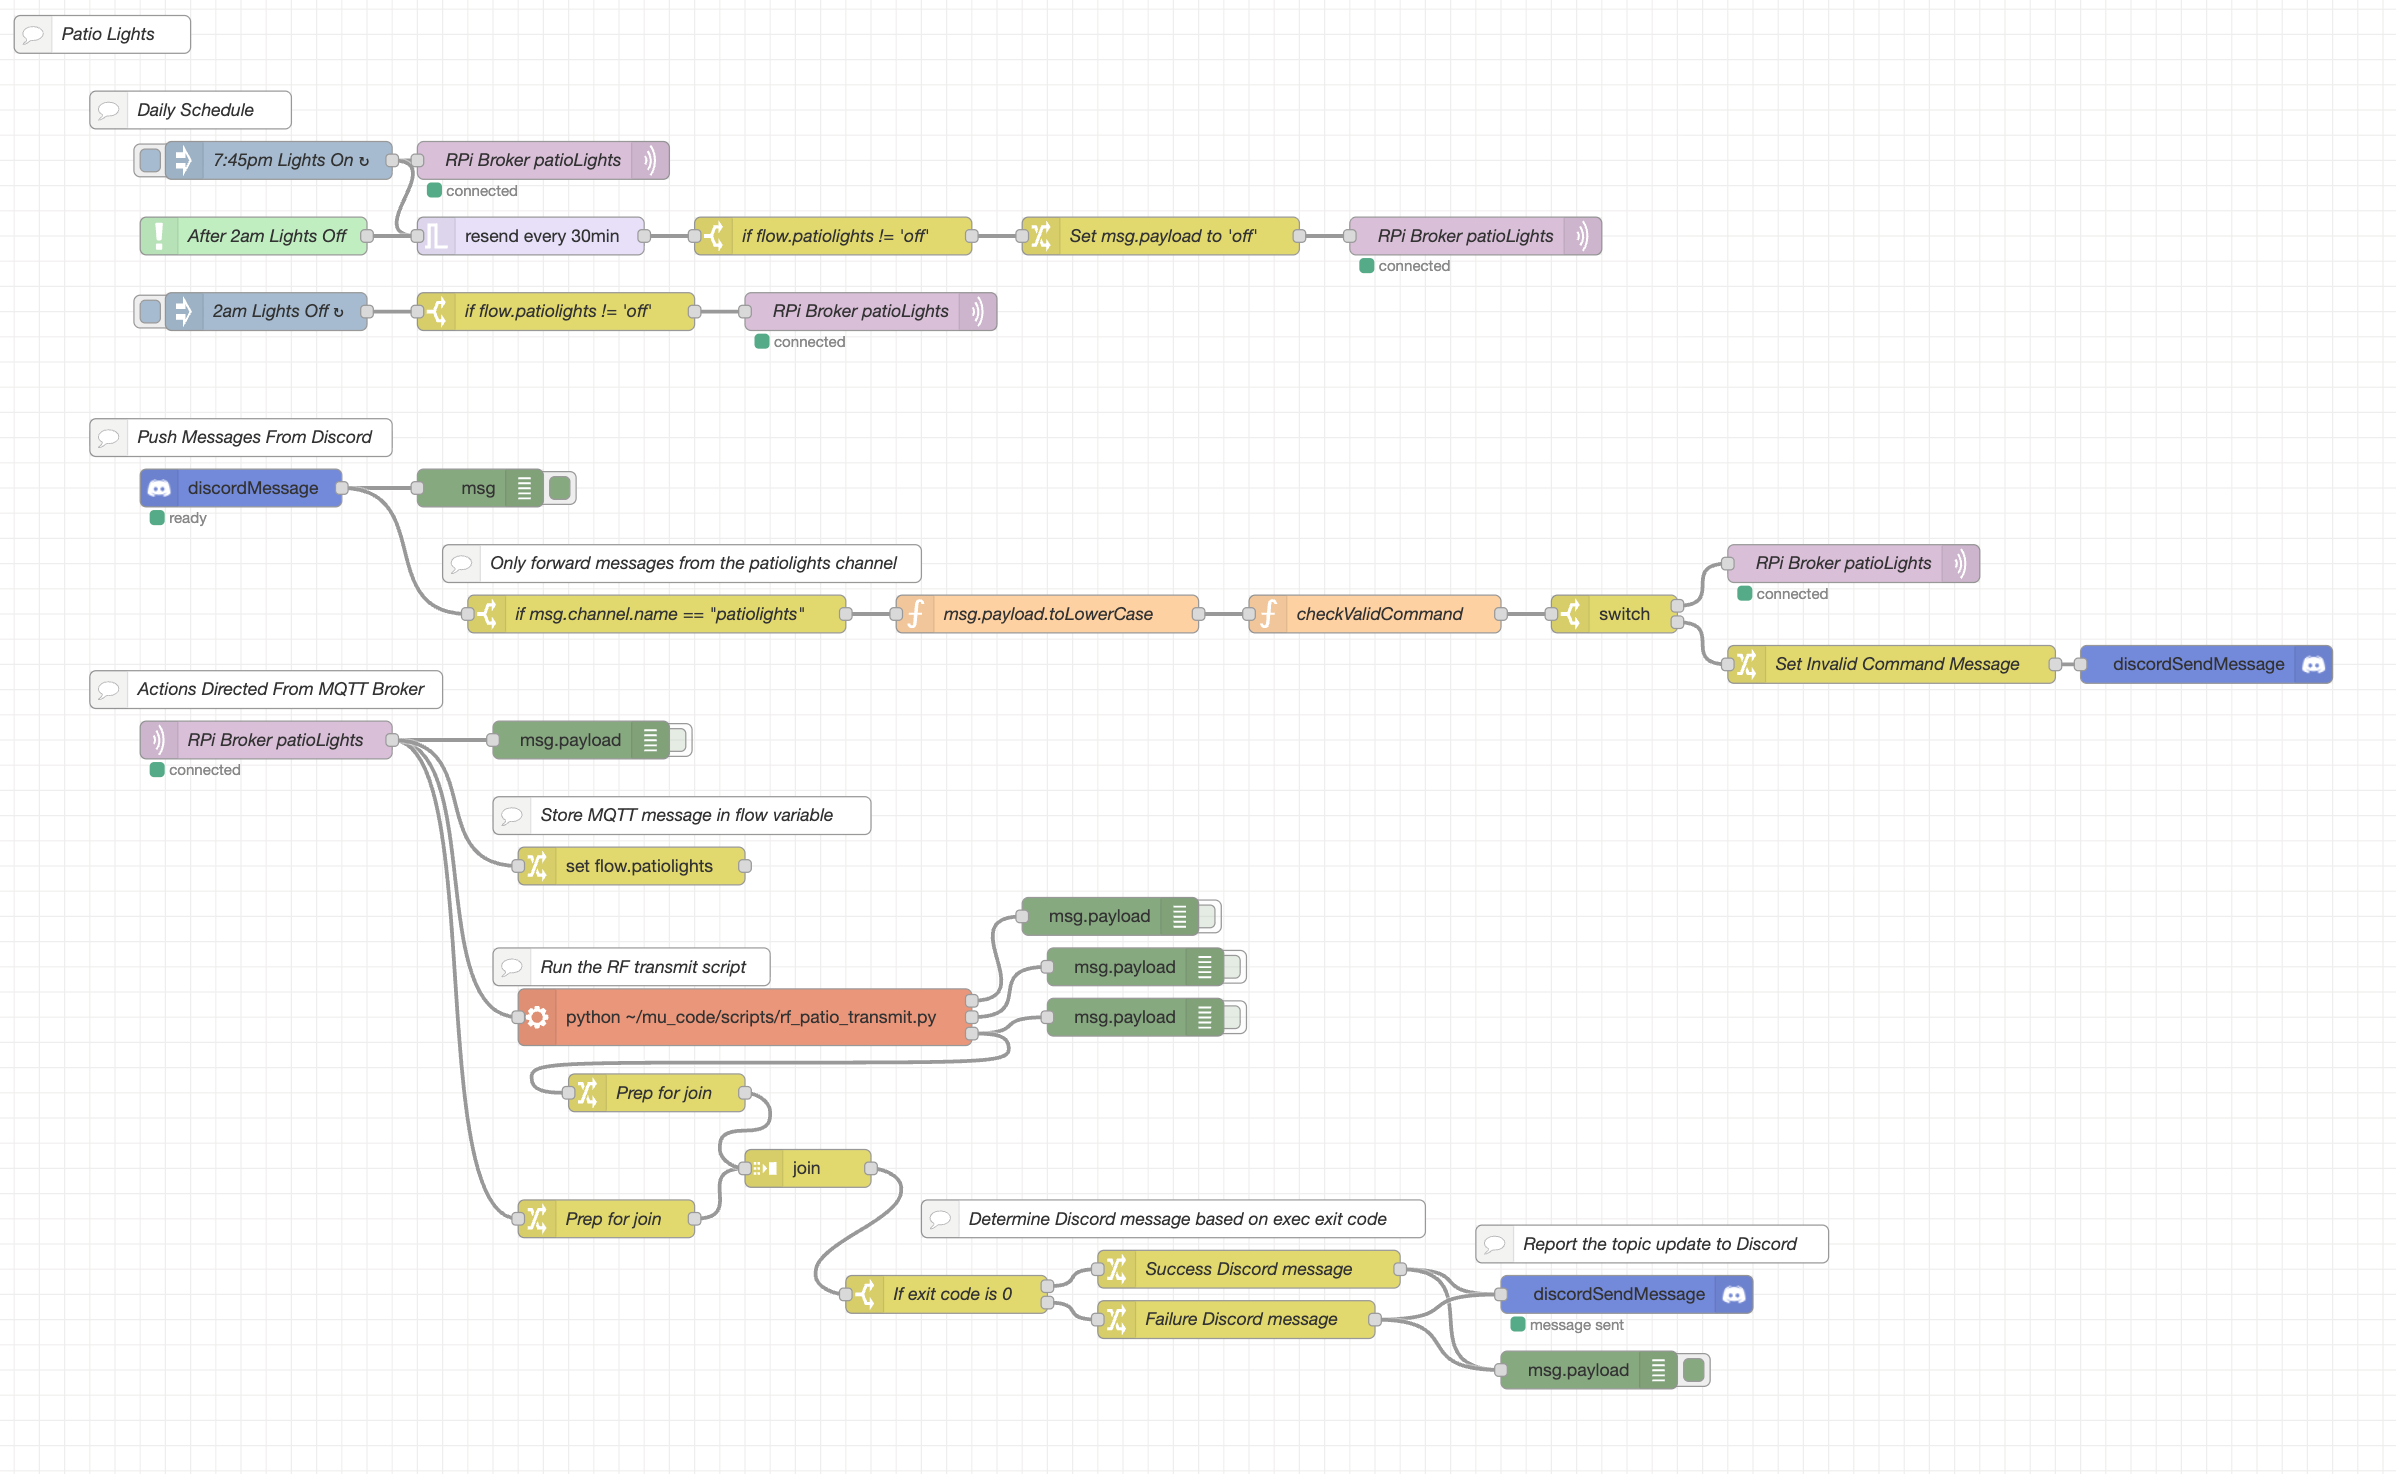 Patio Lights
Daily Schedule
7:45pm Lights On ↻
RPi Broker patioLights
connected
After 2am Lights Off
resend every 30min
if flow.patiolights != 'off'
Set msg.payload to 'off'
RPi Broker patioLights
connected
2am Lights Off ↻
if flow.patiolights != 'off'
RPi Broker patioLights
connected
Push Messages From Discord
discordMessage
msg
ready
Only forward messages from the patiolights channel
RPi Broker patioLights
connected
if msg.channel.name == "patiolights"
msg.payload.toLowerCase
checkValidCommand
switch
Set Invalid Command Message
discordSendMessage
Actions Directed From MQTT Broker
RPi Broker patioLights
msg.payload
connected
Store MQTT message in flow variable
set flow.patiolights
msg.payload
Run the RF transmit script
msg.payload
python ~/mu_code/scripts/rf_patio_transmit.py
msg.payload
Prep for join
join
Prep for join
Determine Discord message based on exec exit code
Report the topic update to Discord
Success Discord message
If exit code is 0
discordSendMessage
Failure Discord message
message sent
msg.payload